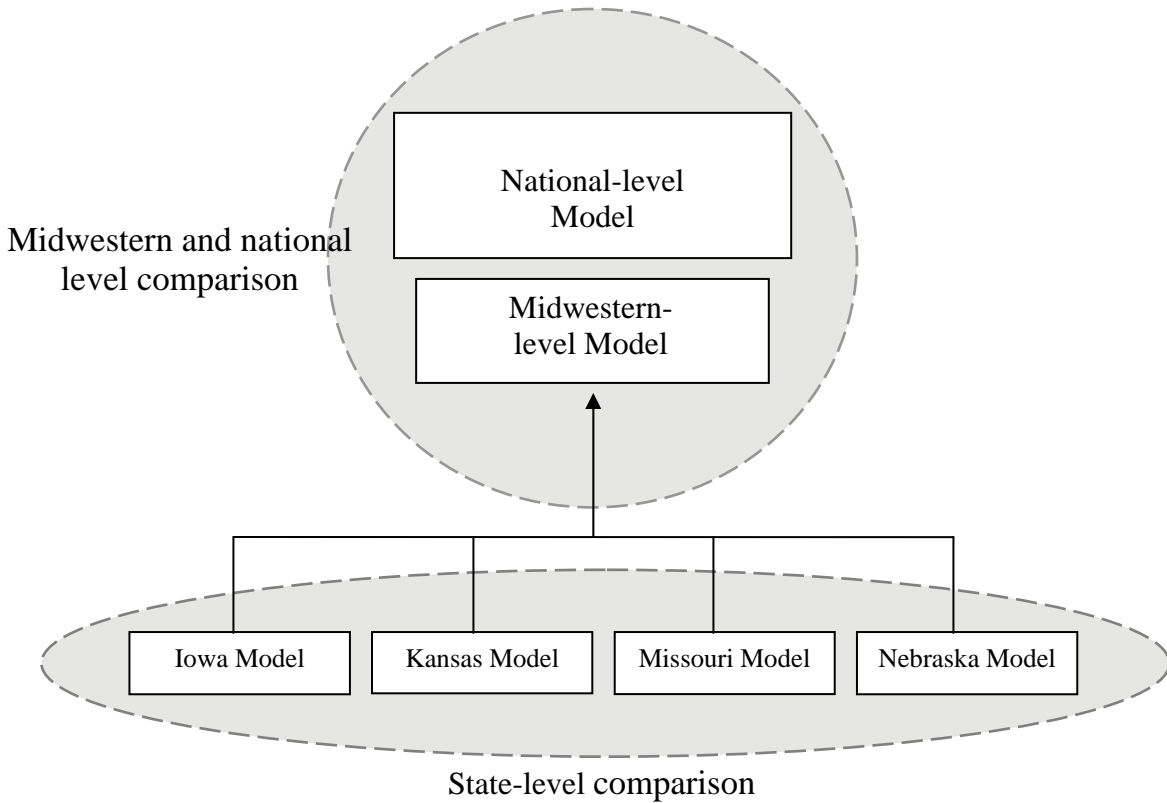 National-level
Model
Midwestern and national
level comparison
Midwestern-
level Model
Iowa Model
Kansas Model
Missouri Model
Nebraska Model
State-level comparison